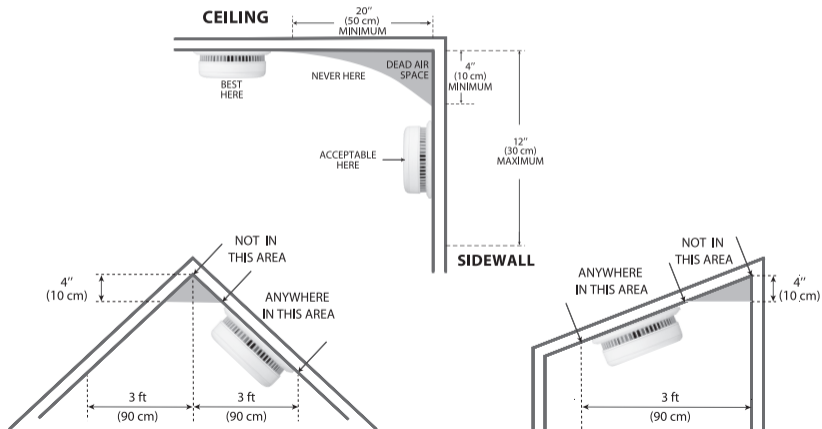 CEILING
20"
(50 cm)
MINIMUM
DEAD AIR
SPACE
NEVER HERE
BEST
HERE
4"
(10 cm)
MINIMUM
ACCEPTABLE
HERE
12"
(30 cm)
MAXIMUM
SIDEWALL
NOT IN
THIS AREA
4"
(10 cm)
ANYWHERE
IN THIS AREA
3 ft
(90 cm)
3 ft
(90 cm)
NOT IN
THIS AREA
ANYWHERE
IN THIS AREA
4"
(10 cm)
3 ft
(90 cm)